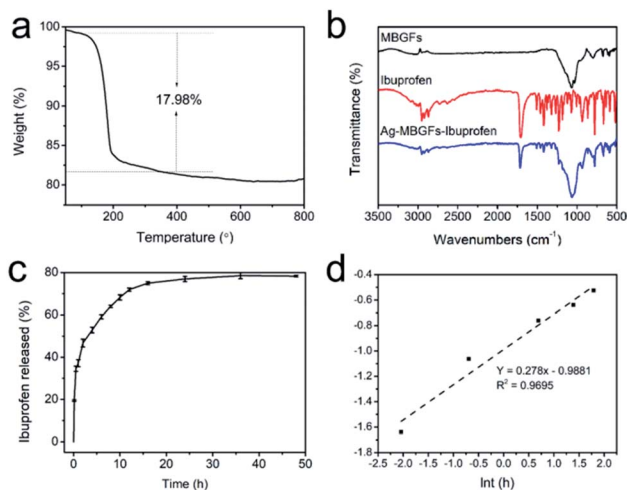 a
100
95
90
85
80
Weight (%)
17.98%
200
400
600
800
Temperature (°)
b
Transmittance (%)
MBGFs
Ibuprofen
Ag-MBGFs-Ibuprofen
3500
3000
2500
2000
1500
1000
500
Wavenumbers (cm⁻¹)
c
80
60
40
20
0
Ibuprofen released (%)
0
10
20
30
40
50
Time (h)
d
-0.4
-0.6
-0.8
-1.0
-1.2
-1.4
-1.6
-1.8
Y = 0.278x - 0.9881
R² = 0.9695
-2.5
-2.0
-1.5
-1.0
-0.5
0.0
0.5
1.0
1.5
2.0
Int (h)